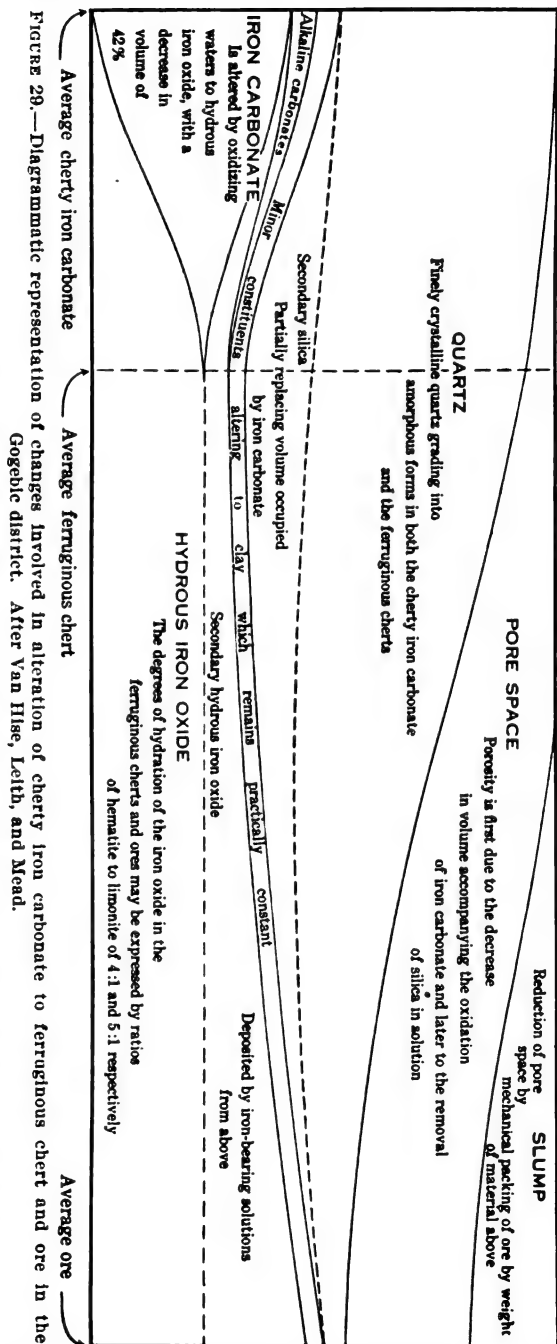 SLUMP
Reduction of pore
space by
mechanical packing of ore by weight
of material above
PORE SPACE
Porosity is first due to the decrease
in volume accompanying the oxidation
of iron carbonate and later to the removal
of silica in solution
QUARTZ
Finely crystalline quartz grading into
amorphous forms in both the cherty iron carbonate
and the ferruginous cherts
Secondary silica
Partially replacing volume occupied
by iron carbonate
Alkaline carbonates
Minor constituents altering to clay which remains practically constant
IRON CARBONATE
Is altered by oxidizing
waters to hydrous
iron oxide, with a
decrease in
volume of
42%
Secondary hydrous iron oxide
Deposited by iron-bearing solutions
from above
HYDROUS IRON OXIDE
The degrees of hydration of the iron oxide in the
ferruginous cherts and ores may be expressed by ratios
of hematite to limonite of 4:1 and 5:1 respectively
Average cherty iron carbonate
Average ferruginous chert
Average ore
FIGURE 29.—Diagrammatic representation of changes involved in alteration of cherty iron carbonate to ferruginous chert and ore in the
Gogebic district. After Van Hise, Leith, and Mead.